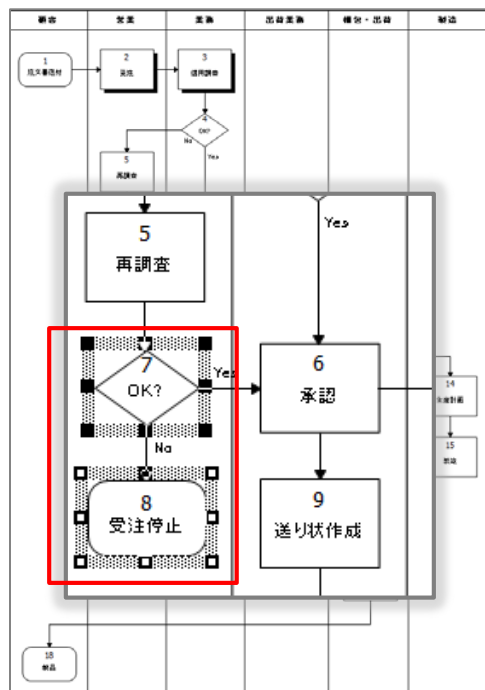 顧客 営業 業務 出荷業務 梱包・出荷 製造
1
注文書送付
2
3
信用調査
4
OK?
No
Yes
5
再調査
5
再調査
Yes
7
OK?
Yes
6
承認
No
8
受注停止
9
送り状作成
14
生産計画
15
製造
18
製品